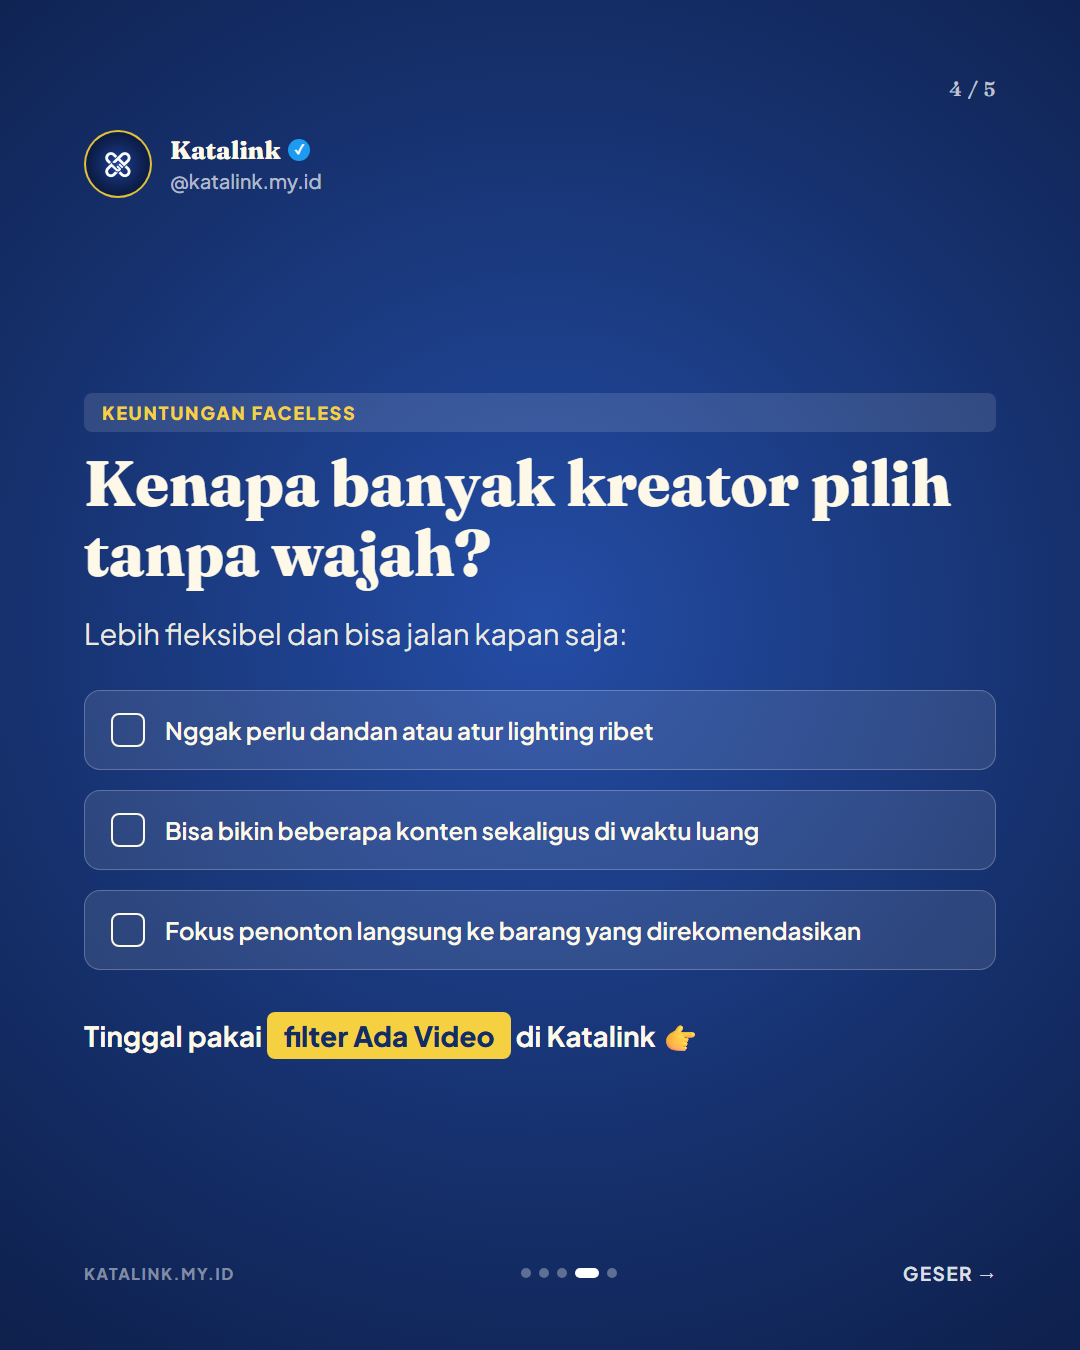 4 / 5
Katalink
@katalink.my.id
KEUNTUNGAN FACELESS
Kenapa banyak kreator pilih
tanpa wajah?
Lebih fleksibel dan bisa jalan kapan saja:
Nggak perlu dandan atau atur lighting ribet
Bisa bikin beberapa konten sekaligus di waktu luang
Fokus penonton langsung ke barang yang direkomendasikan
Tinggal pakai filter Ada Video di Katalink 👉
KATALINK.MY.ID
GESER →